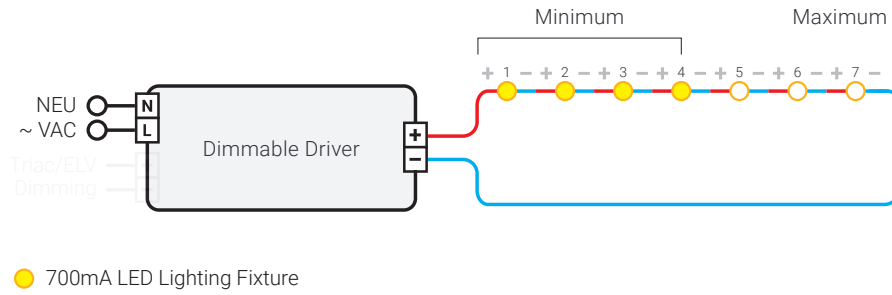 Minimum Maximum
+ 1 − + 2 − + 3 − + 4 − + 5 − + 6 − + 7 −
NEU N
~ VAC L
+
Dimmable Driver
−
Triac/ELV
Dimming
700mA LED Lighting Fixture